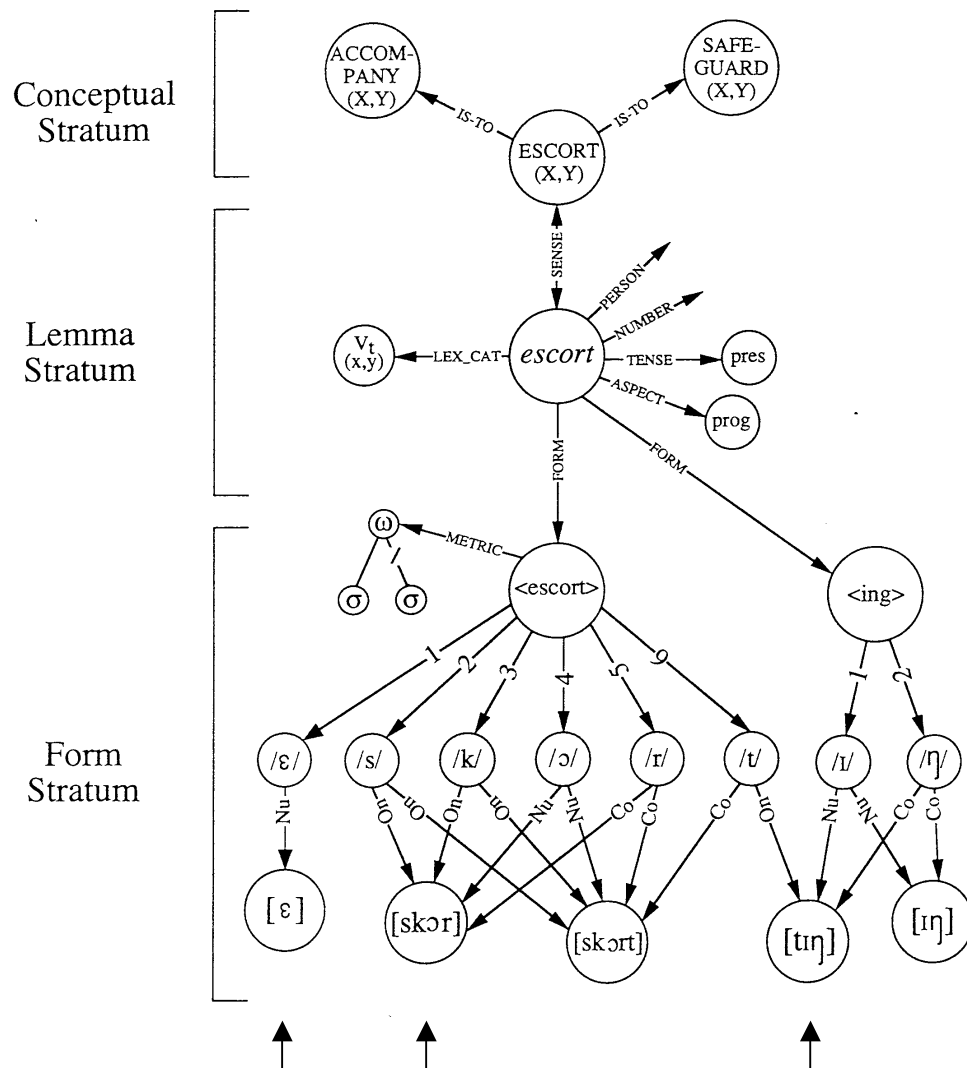 Conceptual
Stratum
ACCOM-
PANY
(X,Y)
SAFE-
GUARD
(X,Y)
IS-TO
IS-TO
ESCORT
(X,Y)
SENSE
Lemma
Stratum
PERSON
NUMBER
Vt
(x,y)
LEX_CAT
escort
TENSE
pres
ASPECT
prog
FORM
FORM
Form
Stratum
ω
METRIC
σ
σ
<escort>
<ing>
1
2
3
4
5
6
1
2
/ɛ/
/s/
/k/
/ɔ/
/r/
/t/
/ɪ/
/ŋ/
Nu
On
On
On
On
Nu
Nu
Co
Co
Co
On
Nu
Nu
Co
Co
[ɛ]
[skɔr]
[skɔrt]
[tɪŋ]
[ɪŋ]